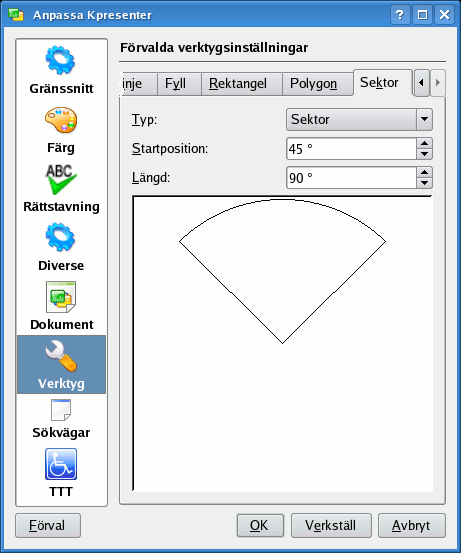 Anpassa Kpresenter
?
Gränssnitt
Färg
ABC
Rättstavning
Diverse
Dokument
Verktyg
Sökvägar
TTT
Förvalda verktygsinställningar
inje Fyll Rektangel Polygon Sektor
Typ: Sektor
Startposition: 45 °
Längd: 90 °
Förval OK Verkställ Avbryt